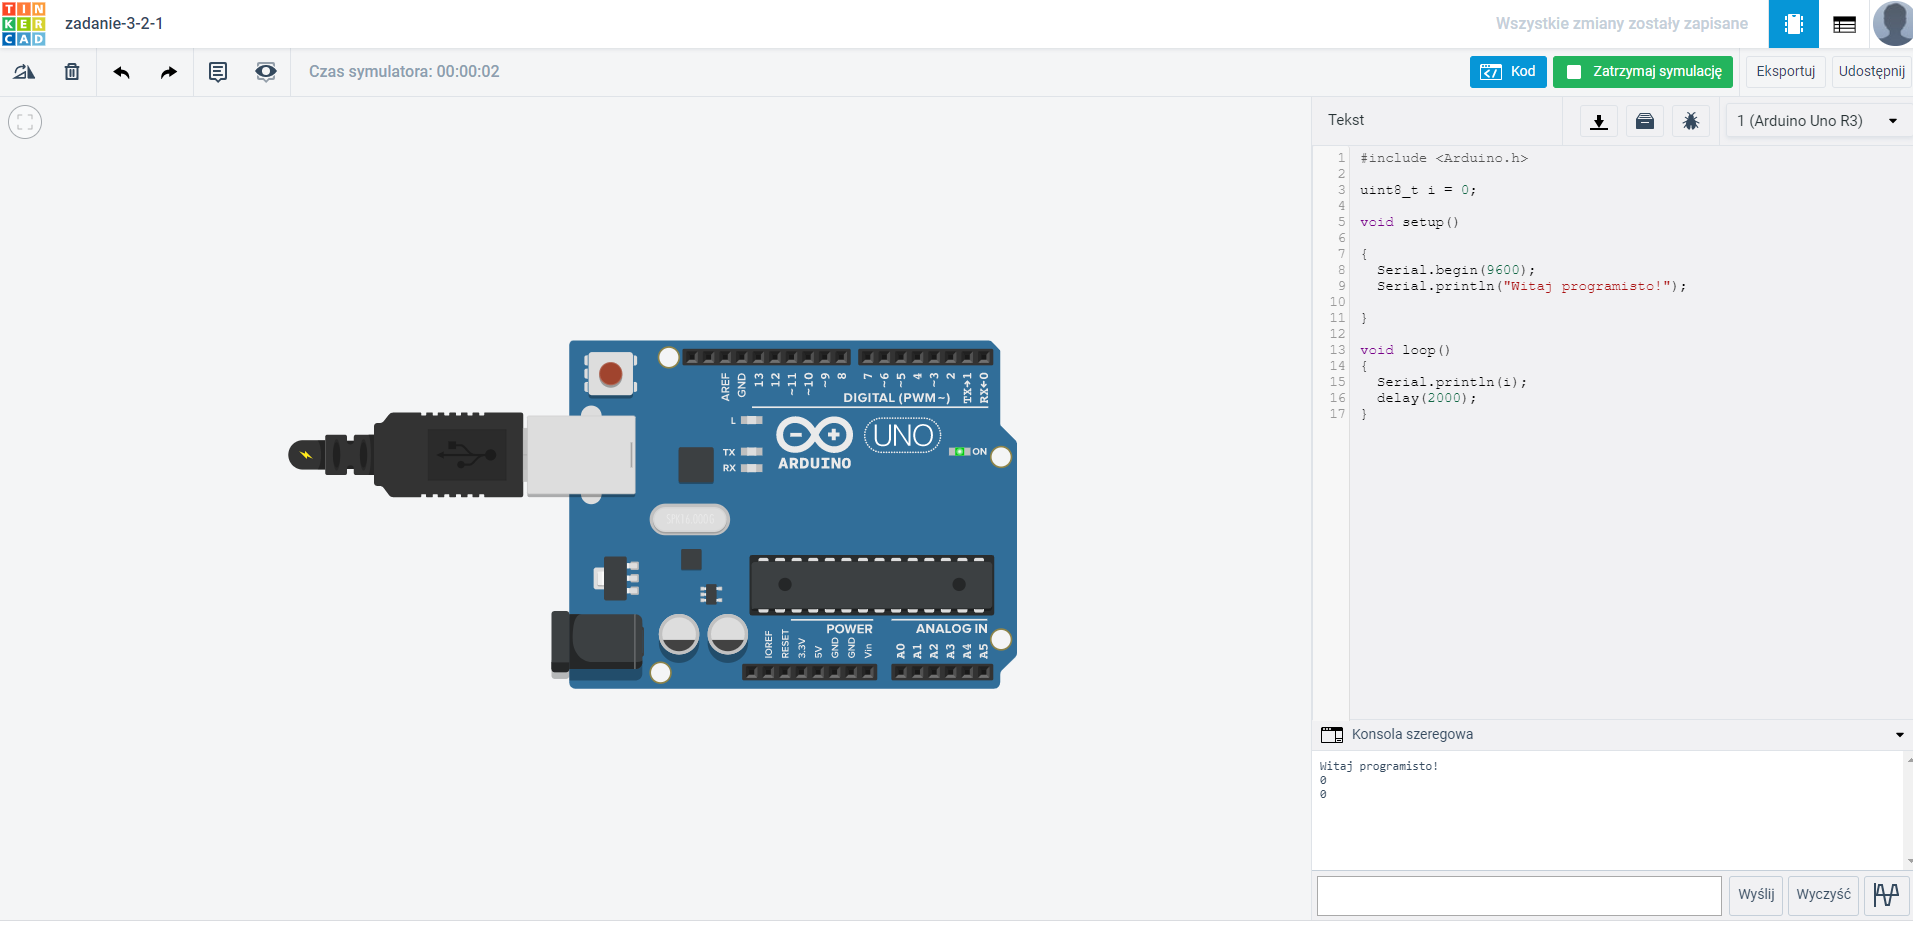 TIN
KER
CAD
zadanie-3-2-1
Wszystkie zmiany zostały zapisane
Czas symulatora: 00:00:02
Kod
Zatrzymaj symulację
Eksportuj
Udostępnij
Tekst
1 (Arduino Uno R3)
1 #include <Arduino.h>
2
3 uint8_t i = 0;
4
5 void setup()
6
7 {
8 Serial.begin(9600);
9 Serial.println("Witaj programisto!");
10
11 }
12
13 void loop()
14 {
15 Serial.println(i);
16 delay(2000);
17 }
AREF GND 13 12 ~11 ~10 ~9 8 7 ~6 ~5 4 ~3 2 TX→1 RX←0
DIGITAL (PWM~)
L
TX
RX
UNO
ARDUINO
ON
POWER
ANALOG IN
IOREF RESET 3.3V 5V GND GND Vin A0 A1 A2 A3 A4 A5
Konsola szeregowa
Witaj programisto!
0
0
Wyślij
Wyczyść